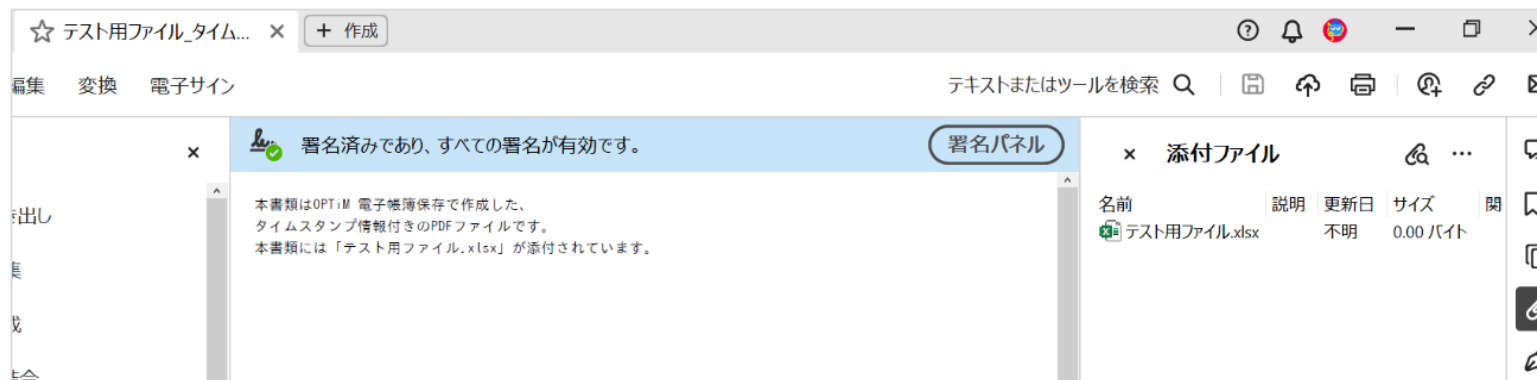 テスト用ファイル_タイム...
作成
編集 変換 電子サイン
テキストまたはツールを検索
署名済みであり、すべての署名が有効です。
署名パネル
本書類はOPTiM 電子帳簿保存で作成した、
タイムスタンプ情報付きのPDFファイルです。
本書類には「テスト用ファイル.xlsx」が添付されています。
き出し
集
成
添付ファイル
名前 説明 更新日 サイズ 関
テスト用ファイル.xlsx 不明 0.00 バイト